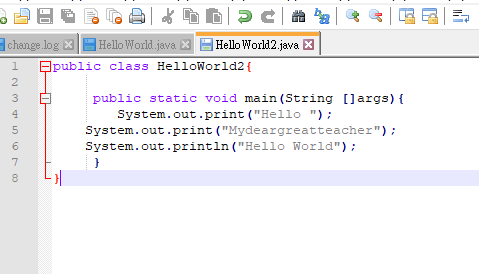 change.log HelloWorld.java HelloWorld2.java
1 public class HelloWorld2{
2
3 public static void main(String []args){
4 System.out.print("Hello ");
5 System.out.print("Mydeargreatteacher");
6 System.out.println("Hello World");
7 }
8 }